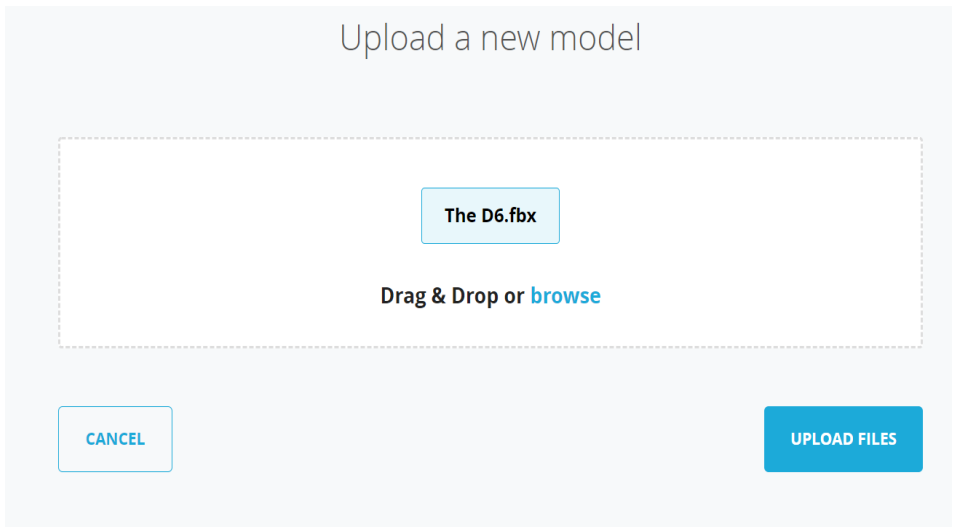 Upload a new model
The D6.fbx
Drag & Drop or browse
CANCEL
UPLOAD FILES